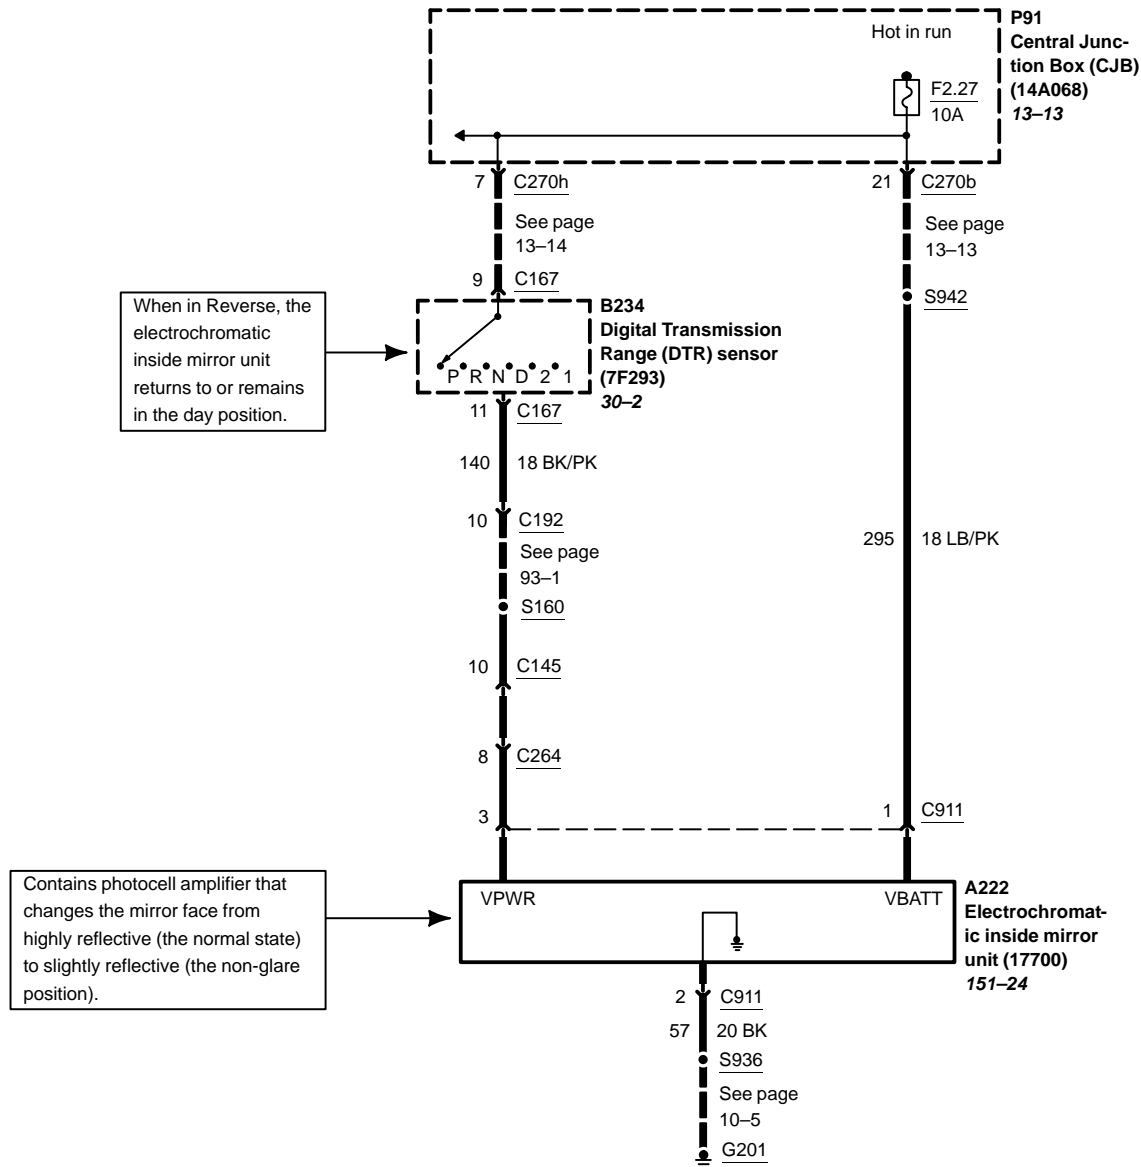 Hot in run
P91
Central Junc-
tion Box (CJB)
(14A068)
13–13
F2.27
10A
7 C270h
21 C270b
See page
13–14
See page
13–13
9 C167
S942
When in Reverse, the
electrochromatic
inside mirror unit
returns to or remains
in the day position.
B234
Digital Transmission
Range (DTR) sensor
(7F293)
30–2
P R N D 2 1
11 C167
140 18 BK/PK
10 C192
See page
93–1
295 18 LB/PK
S160
10 C145
8 C264
3
1 C911
Contains photocell amplifier that
changes the mirror face from
highly reflective (the normal state)
to slightly reflective (the non-glare
position).
VPWR
VBATT
A222
Electrochromat-
ic inside mirror
unit (17700)
151–24
2 C911
57 20 BK
S936
See page
10–5
G201